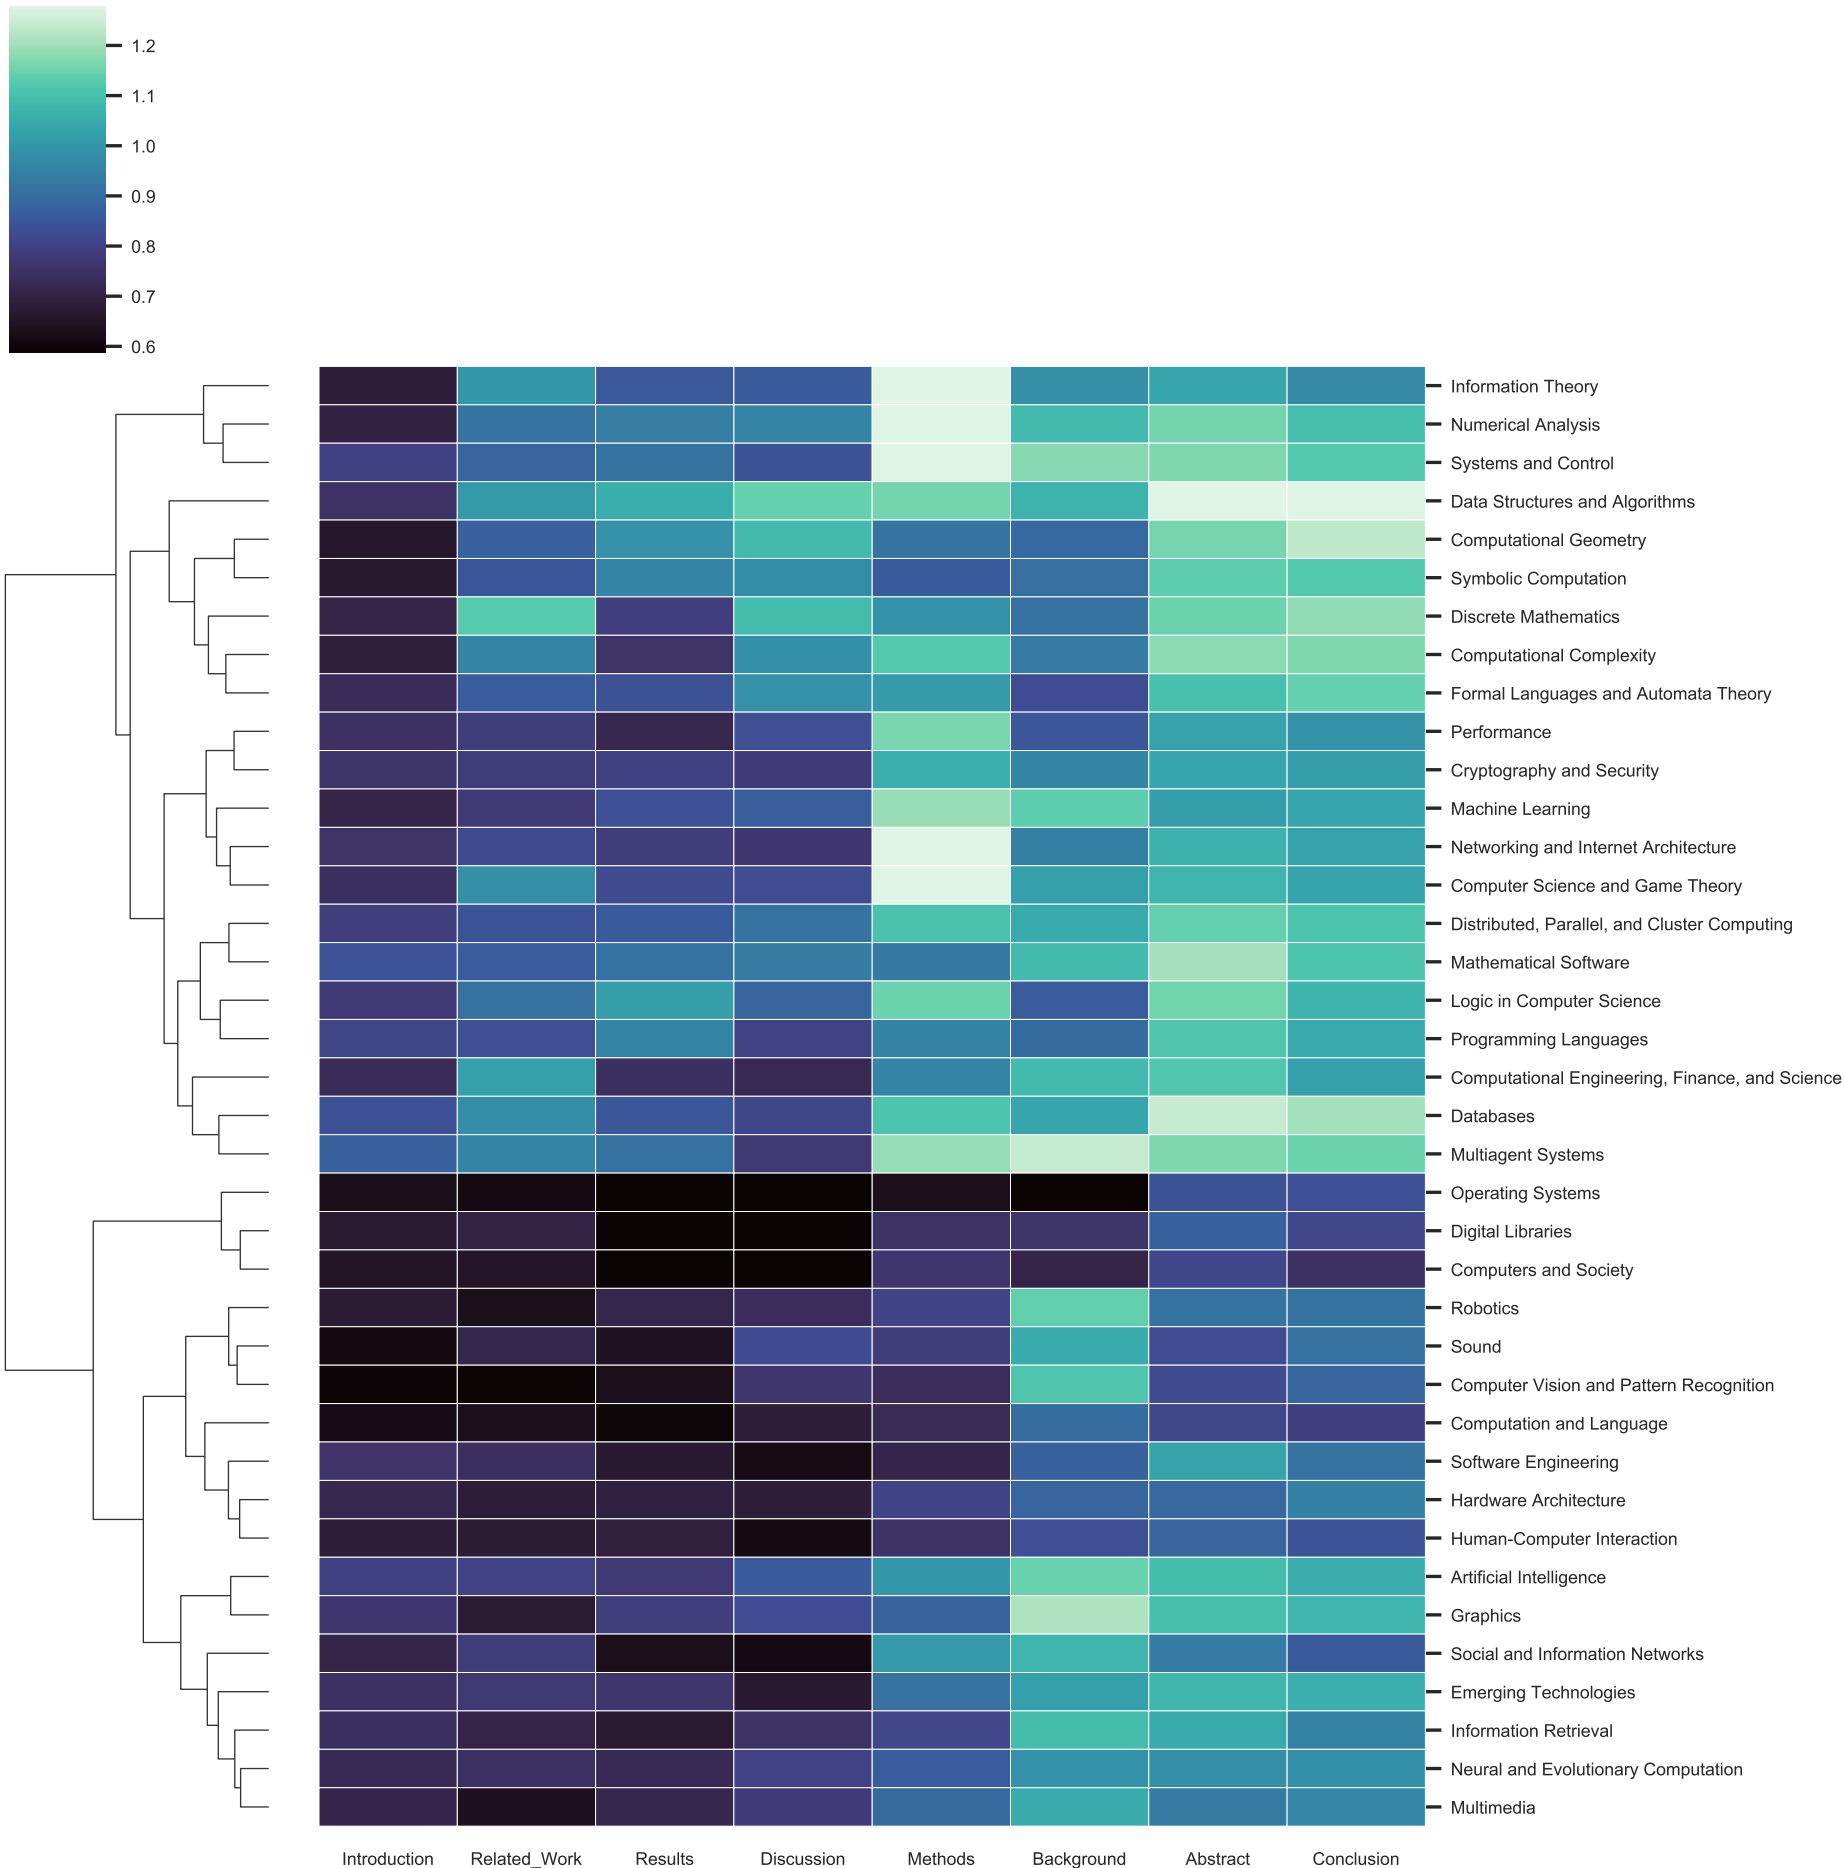 1.2
1.1
1.0
0.9
0.8
0.7
0.6
Information Theory
Numerical Analysis
Systems and Control
Data Structures and Algorithms
Computational Geometry
Symbolic Computation
Discrete Mathematics
Computational Complexity
Formal Languages and Automata Theory
Performance
Cryptography and Security
Machine Learning
Networking and Internet Architecture
Computer Science and Game Theory
Distributed, Parallel, and Cluster Computing
Mathematical Software
Logic in Computer Science
Programming Languages
Computational Engineering, Finance, and Science
Databases
Multiagent Systems
Operating Systems
Digital Libraries
Computers and Society
Robotics
Sound
Computer Vision and Pattern Recognition
Computation and Language
Software Engineering
Hardware Architecture
Human-Computer Interaction
Artificial Intelligence
Graphics
Social and Information Networks
Emerging Technologies
Information Retrieval
Neural and Evolutionary Computation
Multimedia
Introduction Related_Work Results Discussion Methods Background Abstract Conclusion